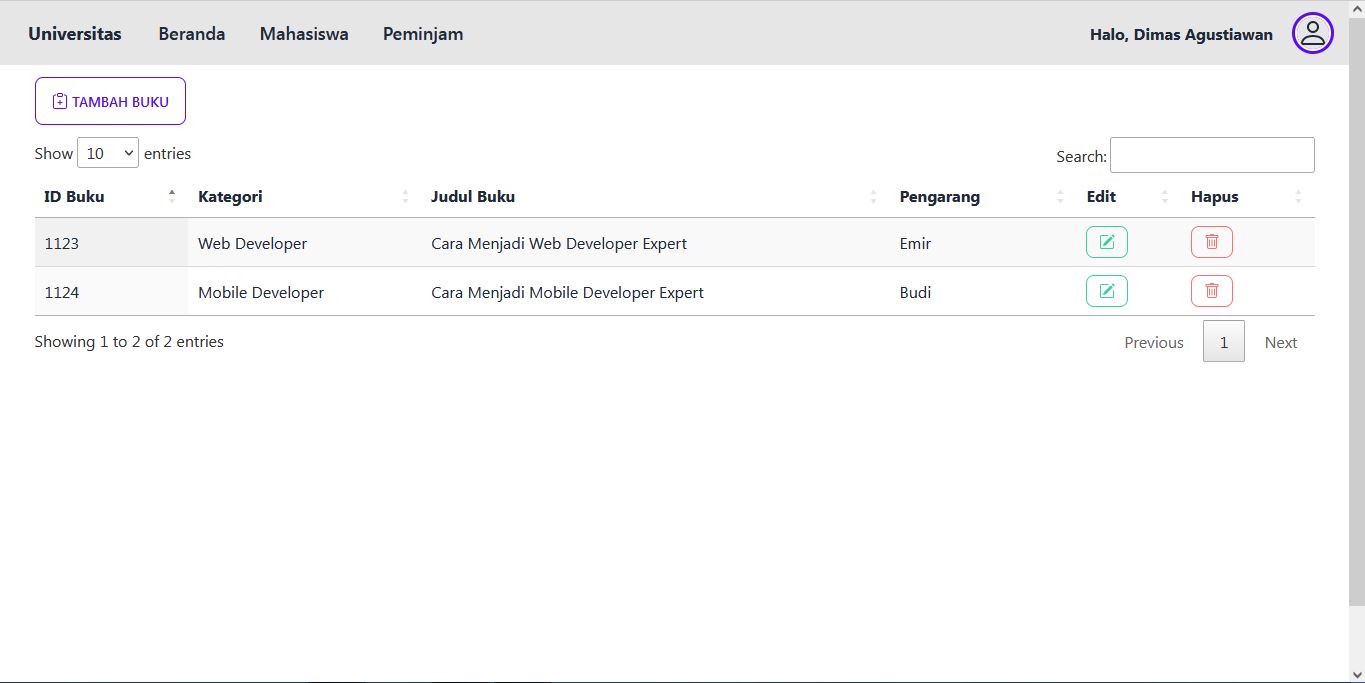 Universitas Beranda Mahasiswa Peminjam Halo, Dimas Agustiawan
TAMBAH BUKU
Show 10 entries Search:
ID Buku Kategori Judul Buku Pengarang Edit Hapus
1123 Web Developer Cara Menjadi Web Developer Expert Emir
1124 Mobile Developer Cara Menjadi Mobile Developer Expert Budi
Showing 1 to 2 of 2 entries Previous 1 Next